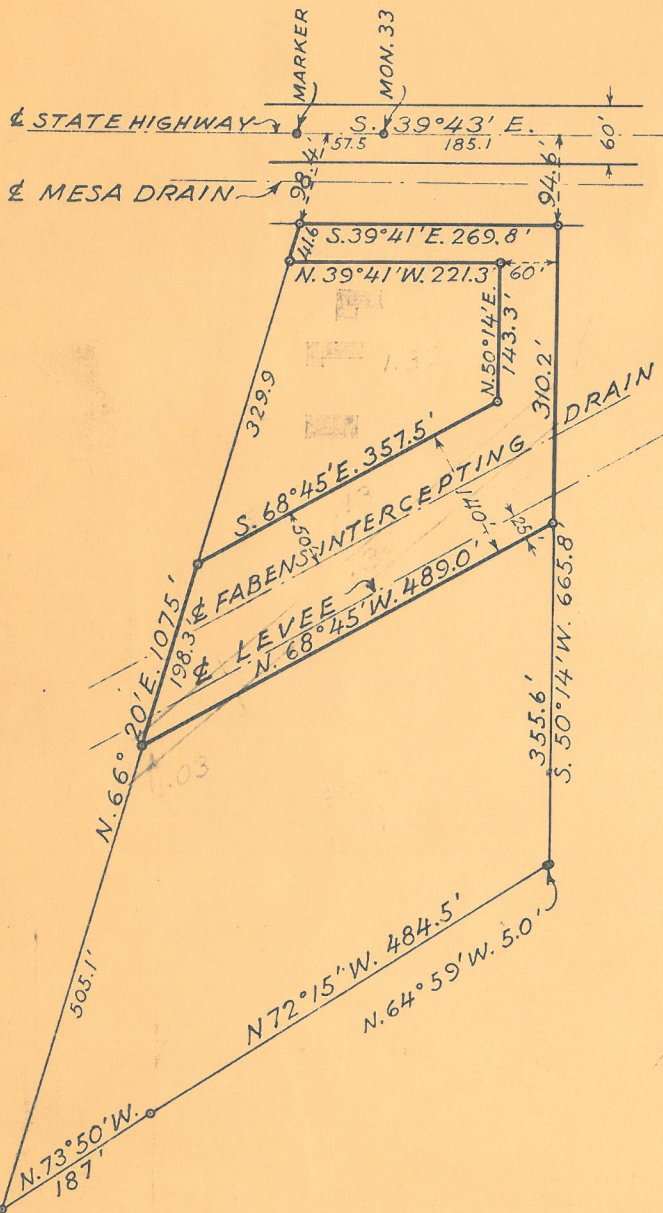 MARKER
MON. 33
℄ STATE HIGHWAY
S. 39°43' E.
57.5
185.1
60'
℄ MESA DRAIN
98.4'
94.6'
41.6
S.39°41'E. 269.8'
N. 39°41'W. 221.3'
60'
N.50°14'E.
143.3'
310.2'
329.9
S. 68°45'E. 357.5'
140'
50'
25'
℄ FABENS INTERCEPTING DRAIN
℄ LEVEE
N. 68°45'W. 489.0'
N. 66° 20'E. 1075'
198.3'
355.6'
S. 50°14'W. 665.8'
505.1'
N72°15'W. 484.5'
N. 64°59'W. 5.0'
N.73°50'W.
187'